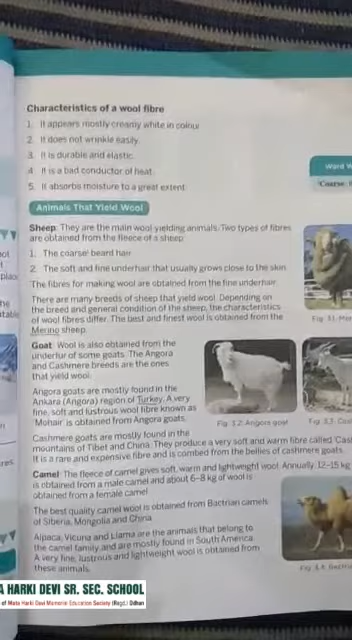 Characteristics of a wool fibre
1. It appears mostly creamy white in colour
2. It does not wrinkle easily.
3. It is durable and elastic.
4. It is a bad conductor of heat.
5. It absorbs moisture to a great extent.
Word W
'Coarse:
Animals That Yield Wool
Sheep: They are the main wool yielding animals. Two types of fibres
are obtained from the fleece of a sheep.
1. The coarse' beard hair
2. The soft and fine underhair that usually grows close to the skin
The fibres for making wool are obtained from the fine underhair.
There are many breeds of sheep that yield wool. Depending on
the breed and general condition of the sheep, the characteristics
of wool fibres differ. The best and finest wool is obtained from the
Merino sheep.
Fig. 3.1: Mer
Goat: Wool is also obtained from the
underfur of some goats. The Angora
and Cashmere breeds are the ones
that yield wool.
Angora goats are mostly found in the
Ankara (Angora) region of Turkey. A very
fine, soft and lustrous wool fibre known as
'Mohair' is obtained from Angora goats.
Fig. 3.2: Angora goat
Fig. 3.3: Cas
Cashmere goats are mostly found in the
mountains of Tibet and China. They produce a very soft and warm fibre called 'Cas
It is a rare and expensive fibre and is combed from the bellies of cashmere goats.
Camel: The fleece of camel gives soft, warm and lightweight wool. Annually, 12–15 kg
is obtained from a male camel and about 6–8 kg of wool is
obtained from a female camel.
The best quality camel wool is obtained from Bactrian camels
of Siberia, Mongolia and China.
Alpaca, Vicuna and Llama are the animals that belong to
the camel family and are mostly found in South America.
A very fine, lustrous and lightweight wool is obtained from
these animals.
Fig. 3.4: Bactria
A HARKI DEVI SR. SEC. SCHOOL
of Mata Harki Devi Memorial Education Society (Regd.) Odhan